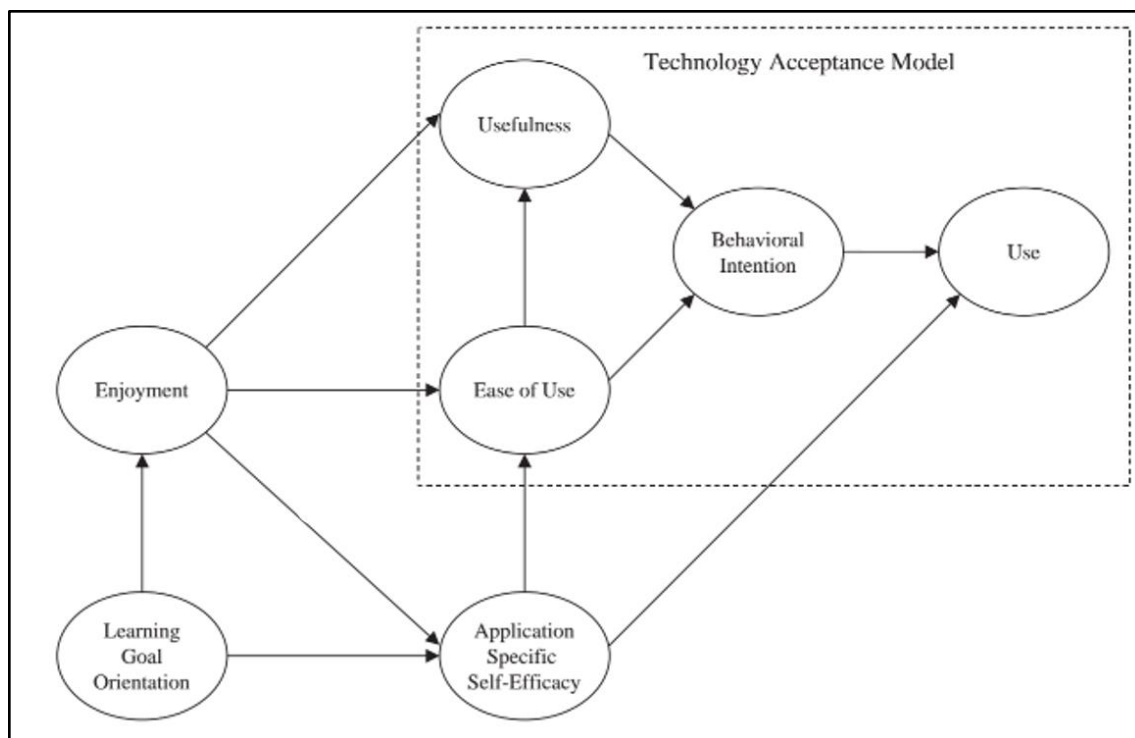 Technology Acceptance Model
Usefulness
Behavioral
Intention
Use
Enjoyment
Ease of Use
Learning
Goal
Orientation
Application
Specific
Self-Efficacy